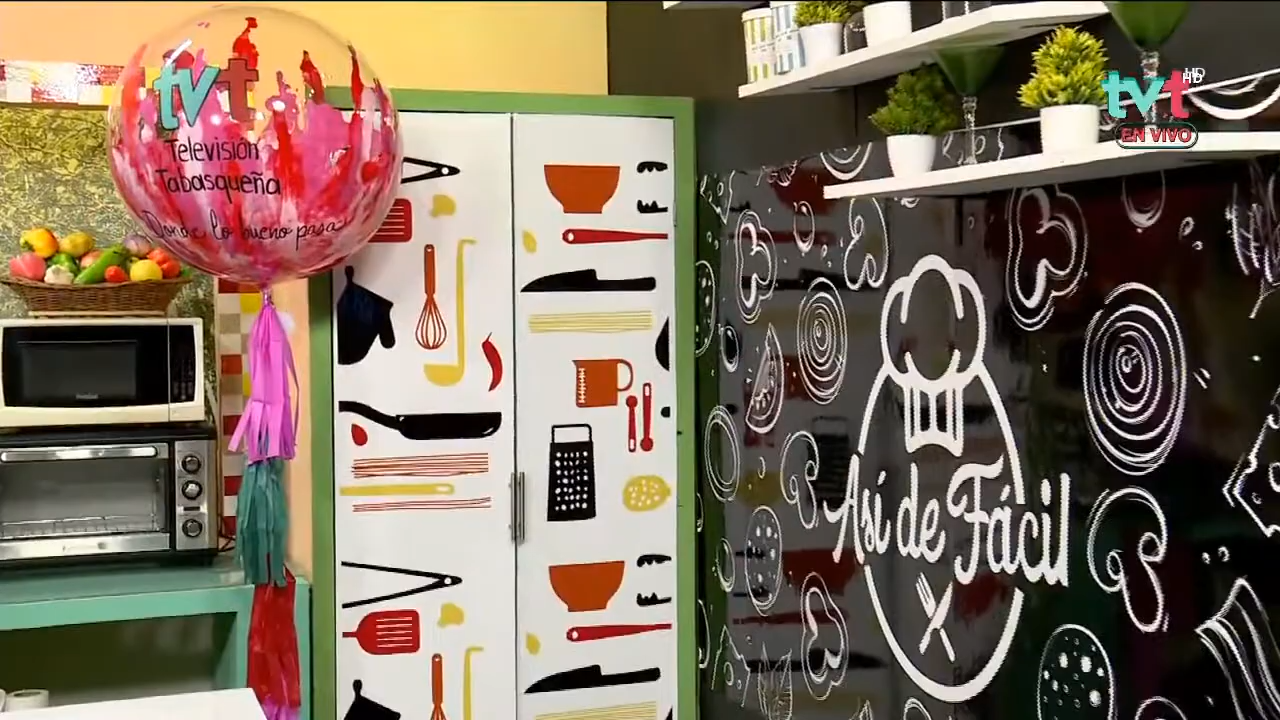 tvt
Televisión
Tabasqueña
Donde lo bueno pasa
tvt HD
EN VIVO
Así de Fácil